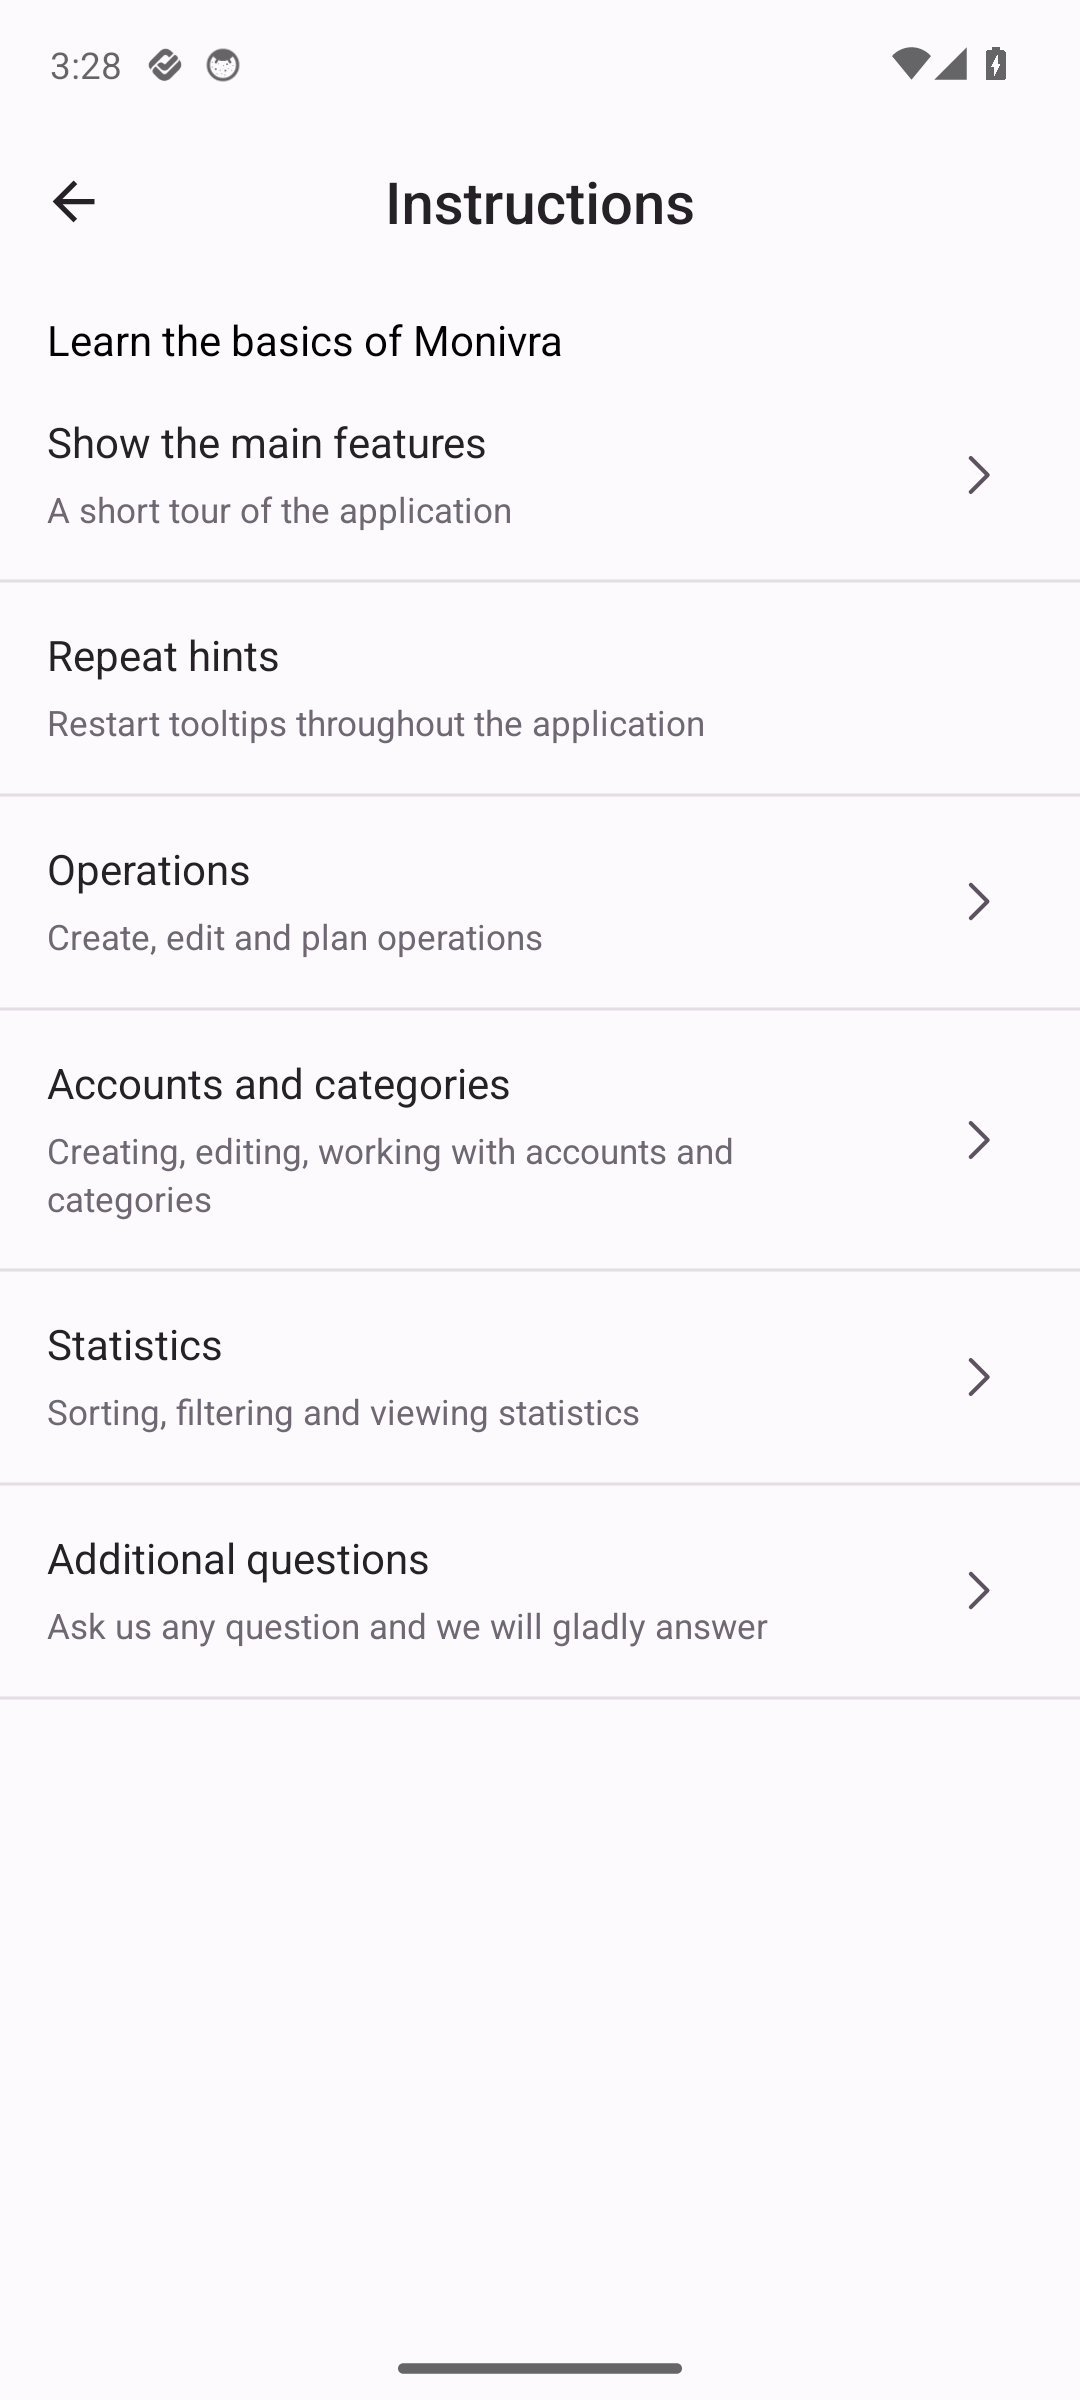 3:28
Instructions
Learn the basics of Monivra
Show the main features
A short tour of the application
Repeat hints
Restart tooltips throughout the application
Operations
Create, edit and plan operations
Accounts and categories
Creating, editing, working with accounts and
categories
Statistics
Sorting, filtering and viewing statistics
Additional questions
Ask us any question and we will gladly answer